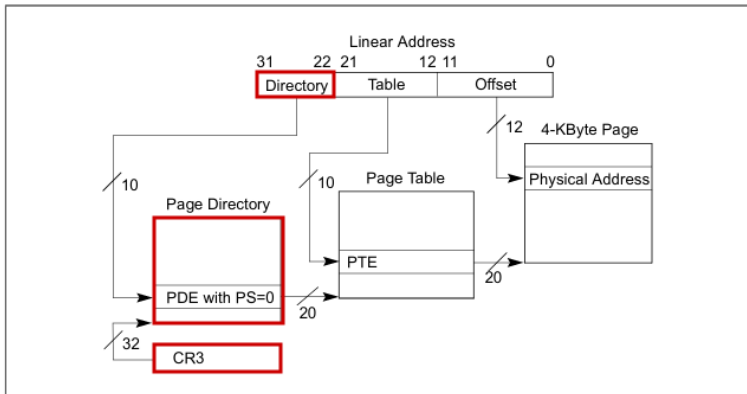 Linear Address
31 22 21 12 11 0
Directory Table Offset
12 4-KByte Page
10 10 Page Table Physical Address
Page Directory
PTE
PDE with PS=0 20 20
32
CR3